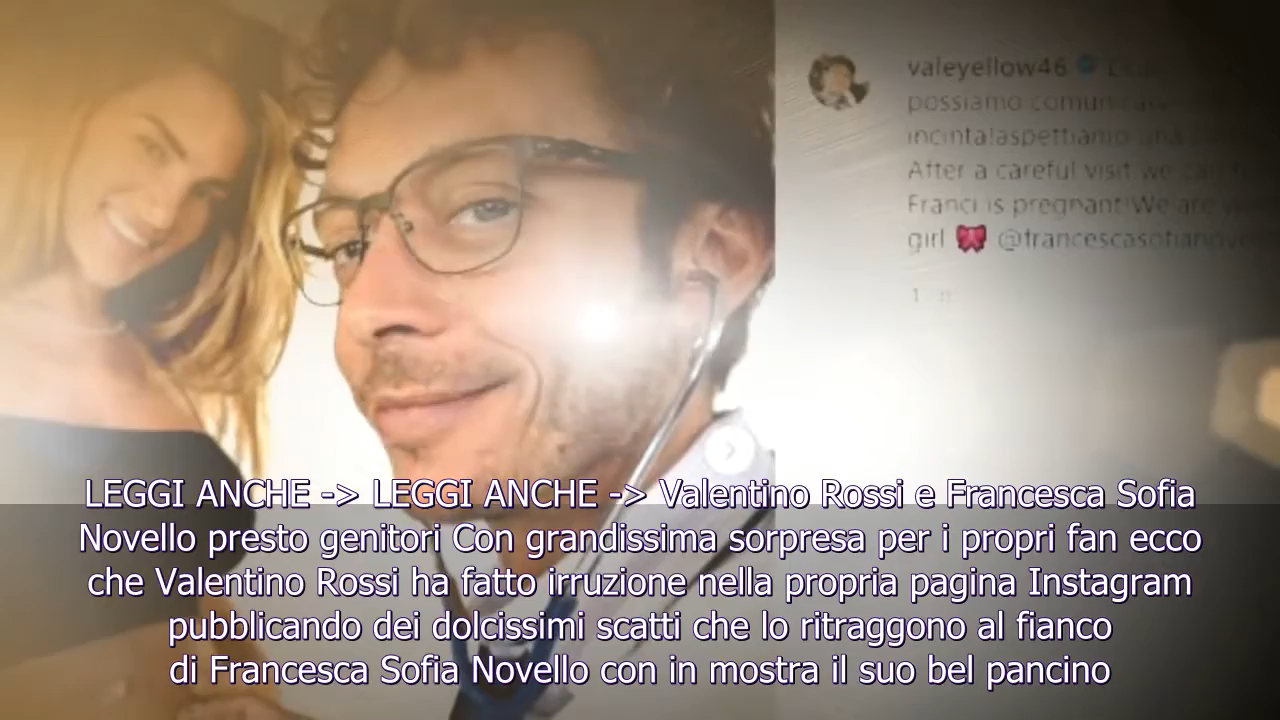 valeyellow46
possiamo comunicare
incinta!aspettiamo una
After a careful visit we can
Franci is pregnant!We are
girl @francescasofianove
LEGGI ANCHE -> LEGGI ANCHE -> Valentino Rossi e Francesca Sofia
Novello presto genitori Con grandissima sorpresa per i propri fan ecco
che Valentino Rossi ha fatto irruzione nella propria pagina Instagram
pubblicando dei dolcissimi scatti che lo ritraggono al fianco
di Francesca Sofia Novello con in mostra il suo bel pancino